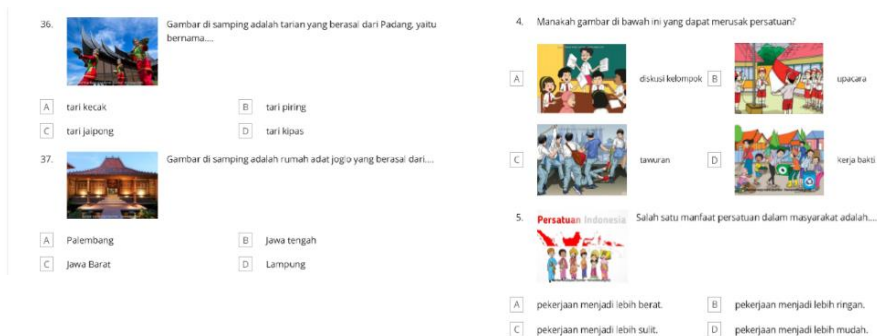 36. Gambar di samping adalah tarian yang berasal dari Padang, yaitu
bernama....
A tari kecak
B tari piring
C tari jaipong
D tari kipas
37. Gambar di samping adalah rumah adat joglo yang berasal dari....
A Palembang
B Jawa tengah
C Jawa Barat
D Lampung
4. Manakah gambar di bawah ini yang dapat merusak persatuan?
A diskusi kelompok
B upacara
C tawuran
D kerja bakti
5. Persatuan Indonesia
Salah satu manfaat persatuan dalam masyarakat adalah....
A pekerjaan menjadi lebih berat.
B pekerjaan menjadi lebih ringan.
C pekerjaan menjadi lebih sulit.
D pekerjaan menjadi lebih mudah.